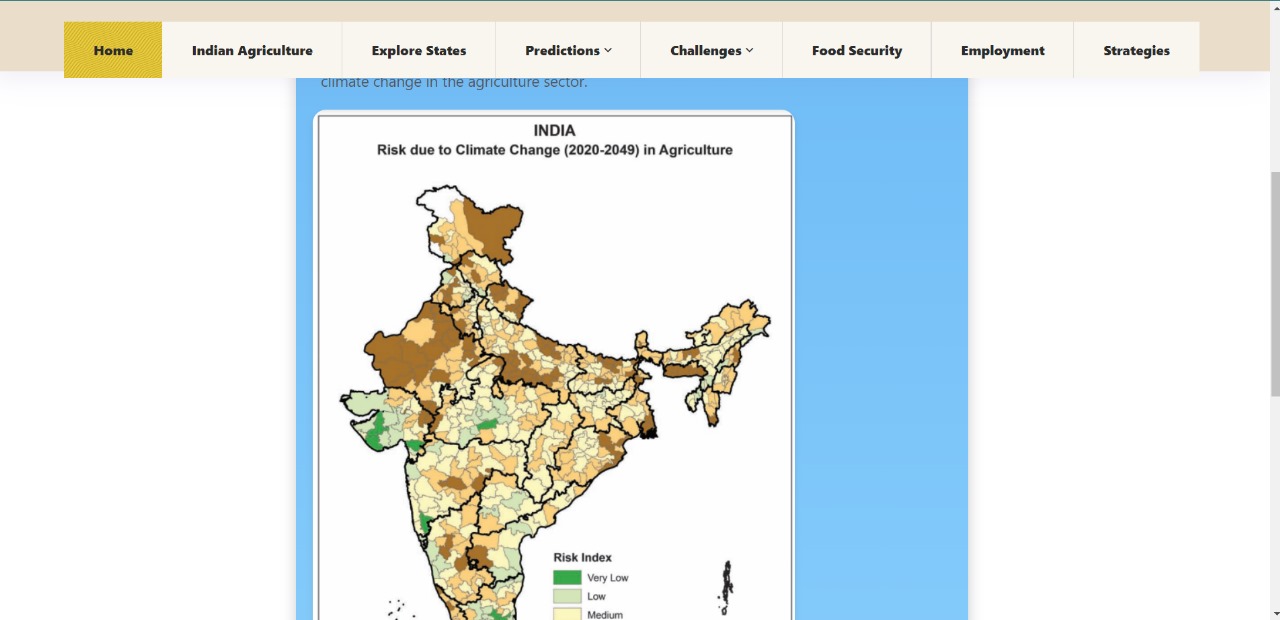 Home Indian Agriculture Explore States Predictions Challenges Food Security Employment Strategies
climate change in the agriculture sector.
INDIA
Risk due to Climate Change (2020-2049) in Agriculture
Risk Index
Very Low
Low
Medium